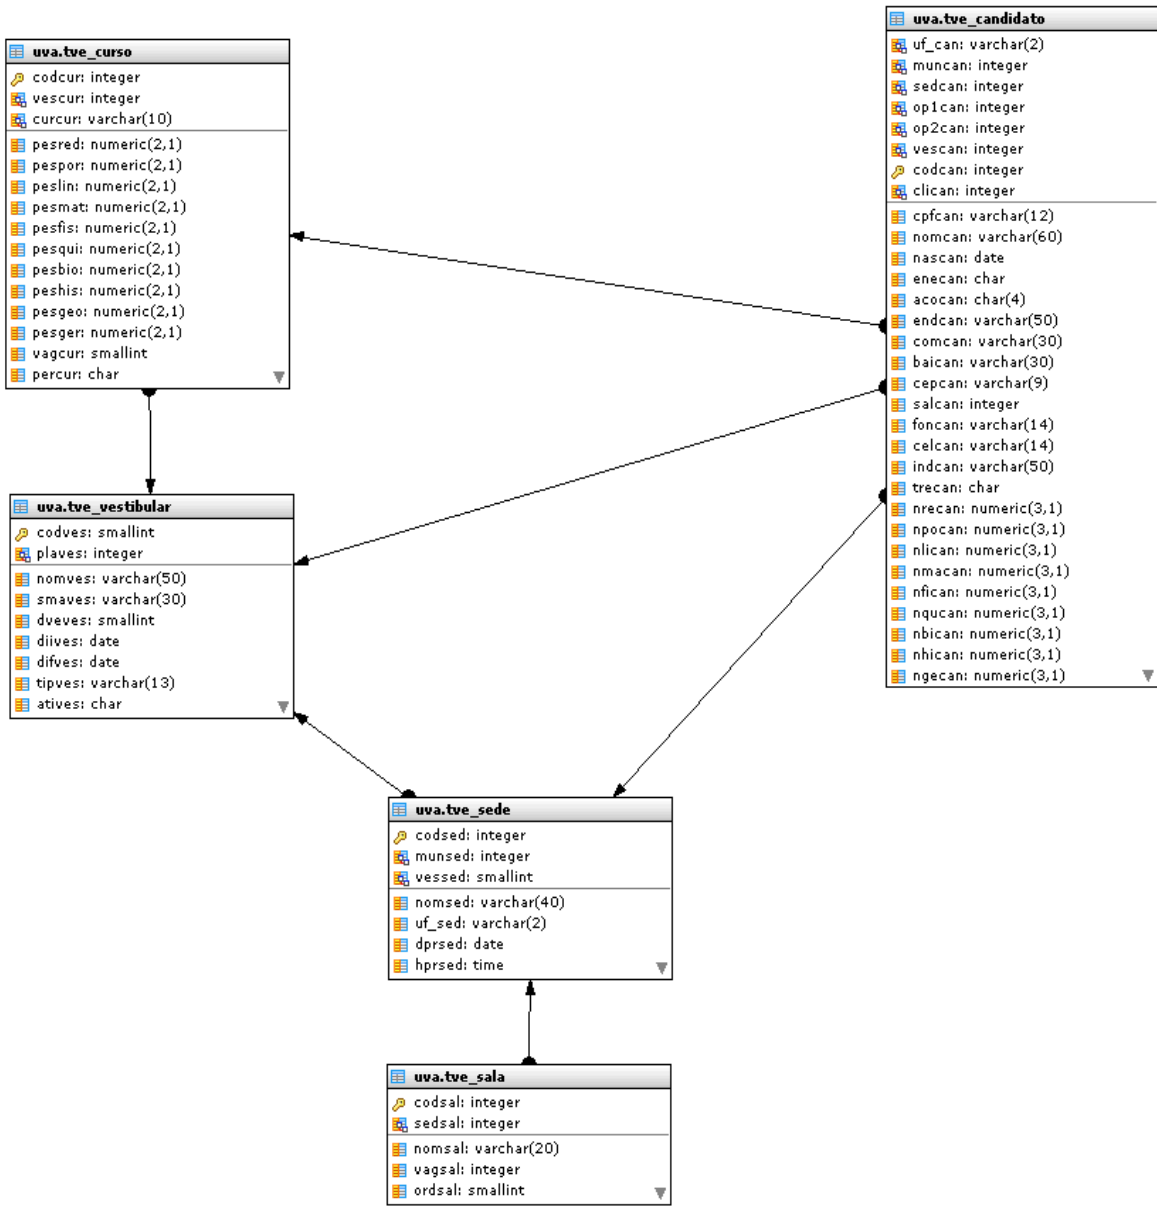 uva.tve_curso
codcur: integer
vescur: integer
curcur: varchar(10)
pesred: numeric(2,1)
pespor: numeric(2,1)
peslin: numeric(2,1)
pesmat: numeric(2,1)
pesfis: numeric(2,1)
pesqui: numeric(2,1)
pesbio: numeric(2,1)
peshis: numeric(2,1)
pesgeo: numeric(2,1)
pesger: numeric(2,1)
vagcur: smallint
percur: char
uva.tve_candidato
uf_can: varchar(2)
muncan: integer
sedcan: integer
op1can: integer
op2can: integer
vescan: integer
codcan: integer
clican: integer
cpfcan: varchar(12)
nomcan: varchar(60)
nascan: date
enecan: char
acocan: char(4)
endcan: varchar(50)
comcan: varchar(30)
baican: varchar(30)
cepcan: varchar(9)
salcan: integer
foncan: varchar(14)
celcan: varchar(14)
indcan: varchar(50)
trecan: char
nrecan: numeric(3,1)
npocan: numeric(3,1)
nlican: numeric(3,1)
nmacan: numeric(3,1)
nfican: numeric(3,1)
nqucan: numeric(3,1)
nbican: numeric(3,1)
nhican: numeric(3,1)
ngecan: numeric(3,1)
uva.tve_vestibular
codves: smallint
plaves: integer
nomves: varchar(50)
smaves: varchar(30)
dveves: smallint
diives: date
difves: date
tipves: varchar(13)
atives: char
uva.tve_sede
codsed: integer
munsed: integer
vessed: smallint
nomsed: varchar(40)
uf_sed: varchar(2)
dprsed: date
hprsed: time
uva.tve_sala
codsal: integer
sedsal: integer
nomsal: varchar(20)
vagsal: integer
ordsal: smallint